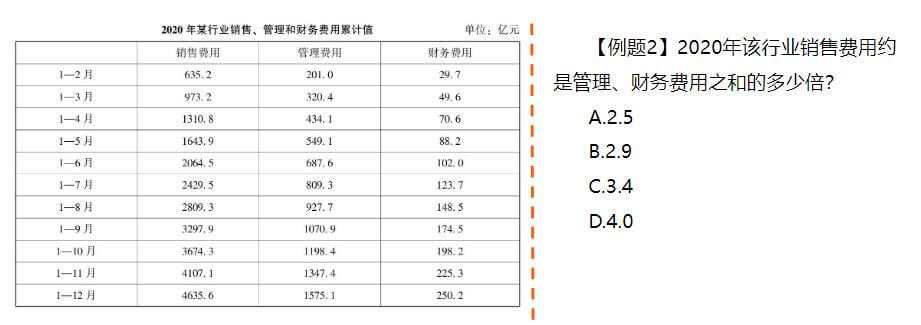 2020 年某行业销售、管理和财务费用累计值 单位：亿元
销售费用 管理费用 财务费用
1—2 月 635.2 201.0 29.7
1—3 月 973.2 320.4 49.6
1—4 月 1310.8 434.1 70.6
1—5 月 1643.9 549.1 88.2
1—6 月 2064.5 687.6 102.0
1—7 月 2429.5 809.3 123.7
1—8 月 2809.3 927.7 148.5
1—9 月 3297.9 1070.9 174.5
1—10 月 3674.3 1198.4 198.2
1—11 月 4107.1 1347.4 225.3
1—12 月 4635.6 1575.1 250.2
【例题2】2020年该行业销售费用约
是管理、财务费用之和的多少倍？
A.2.5
B.2.9
C.3.4
D.4.0